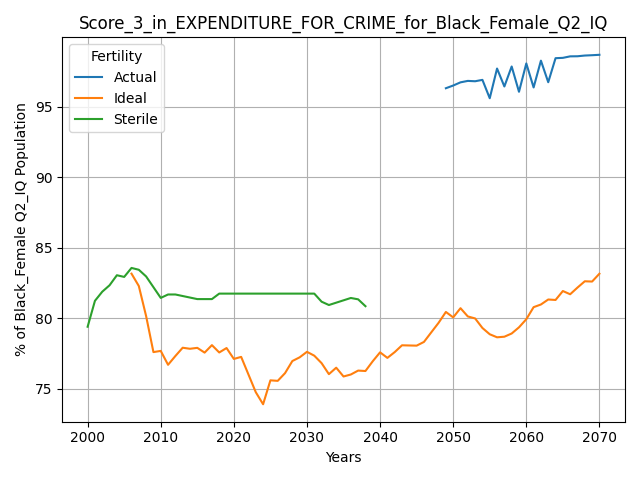 Score_3_in_EXPENDITURE_FOR_CRIME_for_Black_Female_Q2_IQ
Fertility
Actual
Ideal
Sterile
% of Black_Female Q2_IQ Population
95
90
85
80
75
2000 2010 2020 2030 2040 2050 2060 2070
Years